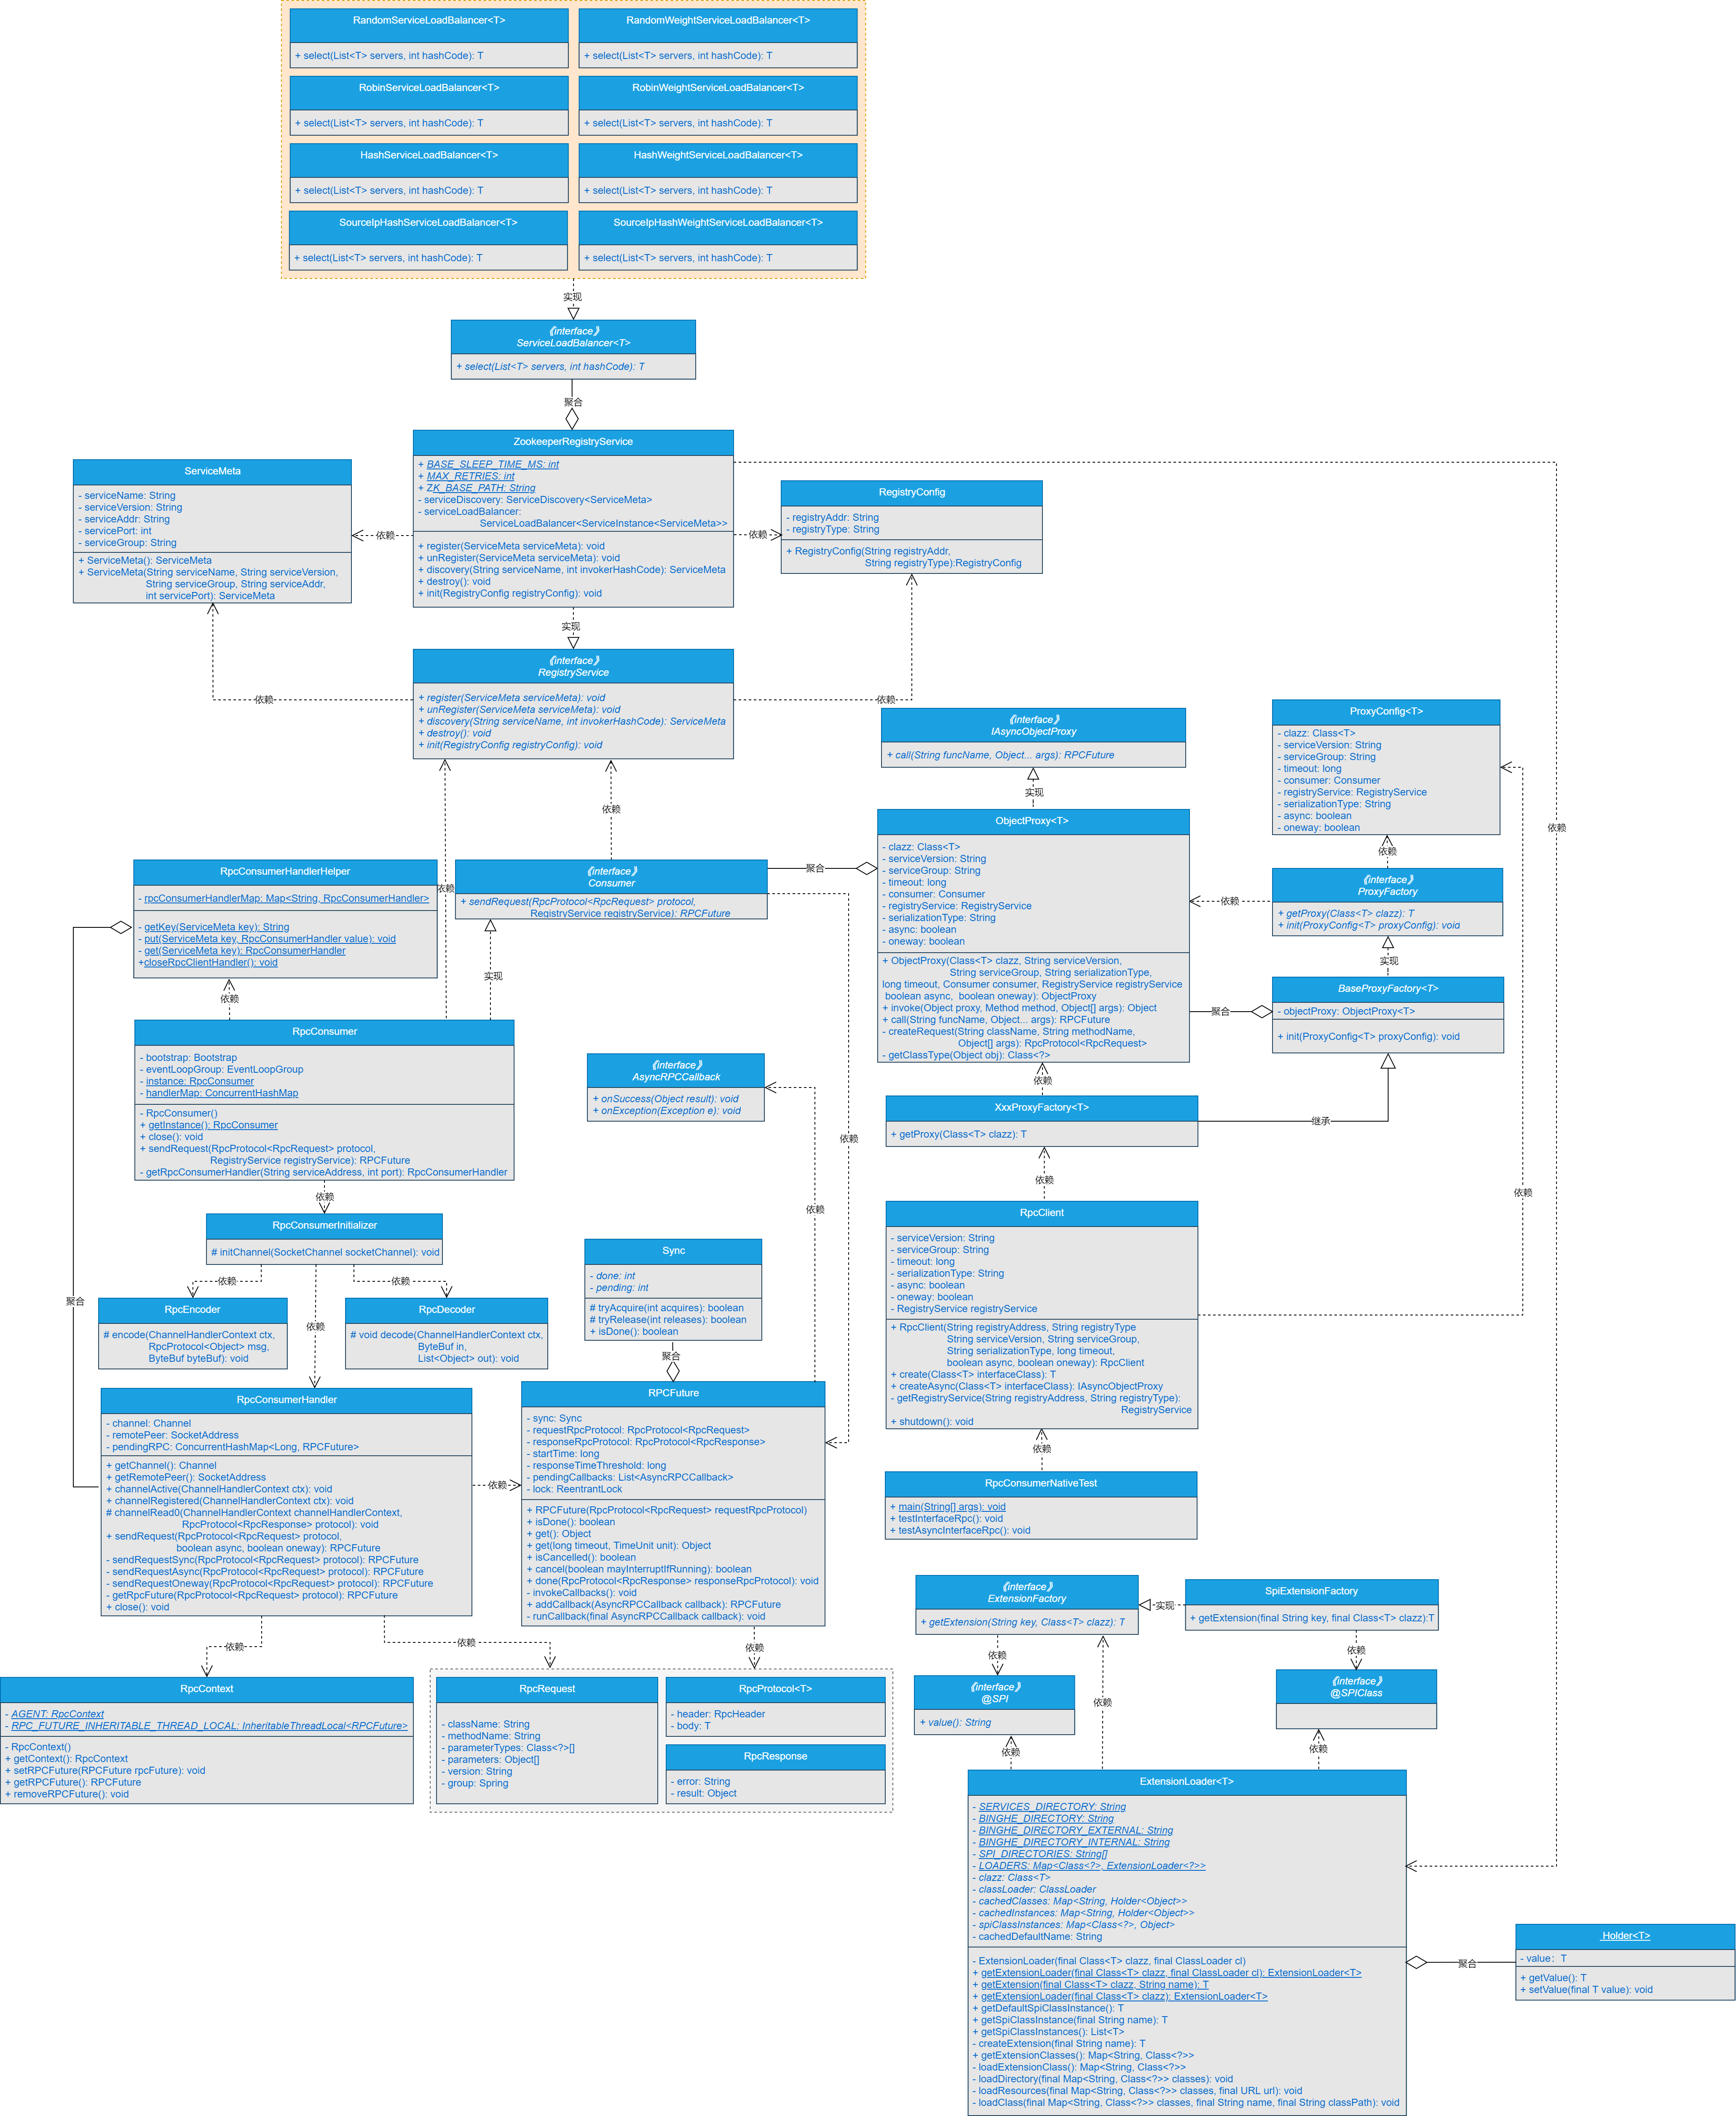 RandomServiceLoadBalancer<T>
+ select(List<T> servers, int hashCode): T
RandomWeightServiceLoadBalancer<T>
+ select(List<T> servers, int hashCode): T
RobinServiceLoadBalancer<T>
+ select(List<T> servers, int hashCode): T
RobinWeightServiceLoadBalancer<T>
+ select(List<T> servers, int hashCode): T
HashServiceLoadBalancer<T>
+ select(List<T> servers, int hashCode): T
HashWeightServiceLoadBalancer<T>
+ select(List<T> servers, int hashCode): T
SourceIpHashServiceLoadBalancer<T>
+ select(List<T> servers, int hashCode): T
SourceIpHashWeightServiceLoadBalancer<T>
+ select(List<T> servers, int hashCode): T
实现
《interface》
ServiceLoadBalancer<T>
+ select(List<T> servers, int hashCode): T
聚合
ZookeeperRegistryService
+ BASE_SLEEP_TIME_MS: int
+ MAX_RETRIES: int
+ ZK_BASE_PATH: String
- serviceDiscovery: ServiceDiscovery<ServiceMeta>
- serviceLoadBalancer:
ServiceLoadBalancer<ServiceInstance<ServiceMeta>>
+ register(ServiceMeta serviceMeta): void
+ unRegister(ServiceMeta serviceMeta): void
+ discovery(String serviceName, int invokerHashCode): ServiceMeta
+ destroy(): void
+ init(RegistryConfig registryConfig): void
ServiceMeta
- serviceName: String
- serviceVersion: String
- serviceAddr: String
- servicePort: int
- serviceGroup: String
+ ServiceMeta(): ServiceMeta
+ ServiceMeta(String serviceName, String serviceVersion,
String serviceGroup, String serviceAddr,
int servicePort): ServiceMeta
依赖
依赖
RegistryConfig
- registryAddr: String
- registryType: String
+ RegistryConfig(String registryAddr,
String registryType):RegistryConfig
实现
《interface》
RegistryService
+ register(ServiceMeta serviceMeta): void
+ unRegister(ServiceMeta serviceMeta): void
+ discovery(String serviceName, int invokerHashCode): ServiceMeta
+ destroy(): void
+ init(RegistryConfig registryConfig): void
依赖
依赖
《interface》
IAsyncObjectProxy
+ call(String funcName, Object... args): RPCFuture
实现
ProxyConfig<T>
- clazz: Class<T>
- serviceVersion: String
- serviceGroup: String
- timeout: long
- consumer: Consumer
- registryService: RegistryService
- serializationType: String
- async: boolean
- oneway: boolean
依赖
依赖
依赖
依赖
RpcConsumerHandlerHelper
- rpcConsumerHandlerMap: Map<String, RpcConsumerHandler>
- getKey(ServiceMeta key): String
- put(ServiceMeta key, RpcConsumerHandler value): void
- get(ServiceMeta key): RpcConsumerHandler
+closeRpcClientHandler(): void
《interface》
Consumer
+ sendRequest(RpcProtocol<RpcRequest> protocol,
RegistryService registryService): RPCFuture
聚合
ObjectProxy<T>
- clazz: Class<T>
- serviceVersion: String
- serviceGroup: String
- timeout: long
- consumer: Consumer
- registryService: RegistryService
- serializationType: String
- async: boolean
- oneway: boolean
+ ObjectProxy(Class<T> clazz, String serviceVersion,
String serviceGroup, String serializationType,
long timeout, Consumer consumer, RegistryService registryService
boolean async,  boolean oneway): ObjectProxy
+ invoke(Object proxy, Method method, Object[] args): Object
+ call(String funcName, Object... args): RPCFuture
- createRequest(String className, String methodName,
Object[] args): RpcProtocol<RpcRequest>
- getClassType(Object obj): Class<?>
依赖
《interface》
ProxyFactory
+ getProxy(Class<T> clazz): T
+ init(ProxyConfig<T> proxyConfig): void
实现
BaseProxyFactory<T>
- objectProxy: ObjectProxy<T>
+ init(ProxyConfig<T> proxyConfig): void
聚合
依赖
实现
RpcConsumer
- bootstrap: Bootstrap
- eventLoopGroup: EventLoopGroup
- instance: RpcConsumer
- handlerMap: ConcurrentHashMap
- RpcConsumer()
+ getInstance(): RpcConsumer
+ close(): void
+ sendRequest(RpcProtocol<RpcRequest> protocol,
RegistryService registryService): RPCFuture
- getRpcConsumerHandler(String serviceAddress, int port): RpcConsumerHandler
《interface》
AsyncRPCCallback
+ onSuccess(Object result): void
+ onException(Exception e): void
依赖
依赖
XxxProxyFactory<T>
+ getProxy(Class<T> clazz): T
继承
依赖
依赖
依赖
依赖
RpcConsumerInitializer
# initChannel(SocketChannel socketChannel): void
依赖
依赖
依赖
聚合
RpcEncoder
# encode(ChannelHandlerContext ctx,
RpcProtocol<Object> msg,
ByteBuf byteBuf): void
RpcDecoder
# void decode(ChannelHandlerContext ctx,
ByteBuf in,
List<Object> out): void
Sync
- done: int
- pending: int
# tryAcquire(int acquires): boolean
# tryRelease(int releases): boolean
+ isDone(): boolean
聚合
RpcClient
- serviceVersion: String
- serviceGroup: String
- timeout: long
- serializationType: String
- async: boolean
- oneway: boolean
- RegistryService registryService
+ RpcClient(String registryAddress, String registryType
String serviceVersion, String serviceGroup,
String serializationType, long timeout,
boolean async, boolean oneway): RpcClient
+ create(Class<T> interfaceClass): T
+ createAsync(Class<T> interfaceClass): IAsyncObjectProxy
- getRegistryService(String registryAddress, String registryType):
RegistryService
+ shutdown(): void
依赖
RpcConsumerHandler
- channel: Channel
- remotePeer: SocketAddress
- pendingRPC: ConcurrentHashMap<Long, RPCFuture>
+ getChannel(): Channel
+ getRemotePeer(): SocketAddress
+ channelActive(ChannelHandlerContext ctx): void
+ channelRegistered(ChannelHandlerContext ctx): void
# channelRead0(ChannelHandlerContext channelHandlerContext,
RpcProtocol<RpcResponse> protocol): void
+ sendRequest(RpcProtocol<RpcRequest> protocol,
boolean async, boolean oneway): RPCFuture
- sendRequestSync(RpcProtocol<RpcRequest> protocol): RPCFuture
- sendRequestAsync(RpcProtocol<RpcRequest> protocol): RPCFuture
- sendRequestOneway(RpcProtocol<RpcRequest> protocol): RPCFuture
- getRpcFuture(RpcProtocol<RpcRequest> protocol): RPCFuture
+ close(): void
依赖
RPCFuture
- sync: Sync
- requestRpcProtocol: RpcProtocol<RpcRequest>
- responseRpcProtocol: RpcProtocol<RpcResponse>
- startTime: long
- responseTimeThreshold: long
- pendingCallbacks: List<AsyncRPCCallback>
- lock: ReentrantLock
+ RPCFuture(RpcProtocol<RpcRequest> requestRpcProtocol)
+ isDone(): boolean
+ get(): Object
+ get(long timeout, TimeUnit unit): Object
+ isCancelled(): boolean
+ cancel(boolean mayInterruptIfRunning): boolean
+ done(RpcProtocol<RpcResponse> responseRpcProtocol): void
- invokeCallbacks(): void
+ addCallback(AsyncRPCCallback callback): RPCFuture
- runCallback(final AsyncRPCCallback callback): void
RpcConsumerNativeTest
+ main(String[] args): void
+ testInterfaceRpc(): void
+ testAsyncInterfaceRpc(): void
《interface》
ExtensionFactory
+ getExtension(String key, Class<T> clazz): T
实现
SpiExtensionFactory
+ getExtension(final String key, final Class<T> clazz):T
依赖
依赖
依赖
依赖
依赖
RpcContext
- AGENT: RpcContext
- RPC_FUTURE_INHERITABLE_THREAD_LOCAL: InheritableThreadLocal<RPCFuture>
- RpcContext()
+ getContext(): RpcContext
+ setRPCFuture(RPCFuture rpcFuture): void
+ getRPCFuture(): RPCFuture
+ removeRPCFuture(): void
RpcRequest
- className: String
- methodName: String
- parameterTypes: Class<?>[]
- parameters: Object[]
- version: String
- group: Spring
RpcProtocol<T>
- header: RpcHeader
- body: T
RpcResponse
- error: String
- result: Object
《interface》
@SPI
+ value(): String
《interface》
@SPIClass
依赖
依赖
依赖
ExtensionLoader<T>
- SERVICES_DIRECTORY: String
- BINGHE_DIRECTORY: String
- BINGHE_DIRECTORY_EXTERNAL: String
- BINGHE_DIRECTORY_INTERNAL: String
- SPI_DIRECTORIES: String[]
- LOADERS: Map<Class<?>, ExtensionLoader<?>>
- clazz: Class<T>
- classLoader: ClassLoader
- cachedClasses: Map<String, Holder<Object>>
- cachedInstances: Map<String, Holder<Object>>
- spiClassInstances: Map<Class<?>, Object>
- cachedDefaultName: String
- ExtensionLoader(final Class<T> clazz, final ClassLoader cl)
+ getExtensionLoader(final Class<T> clazz, final ClassLoader cl): ExtensionLoader<T>
+ getExtension(final Class<T> clazz, String name): T
+ getExtensionLoader(final Class<T> clazz): ExtensionLoader<T>
+ getDefaultSpiClassInstance(): T
+ getSpiClassInstance(final String name): T
+ getSpiClassInstances(): List<T>
- createExtension(final String name): T
+ getExtensionClasses(): Map<String, Class<?>>
- loadExtensionClass(): Map<String, Class<?>>
- loadDirectory(final Map<String, Class<?>> classes): void
- loadResources(final Map<String, Class<?>> classes, final URL url): void
- loadClass(final Map<String, Class<?>> classes, final String name, final String classPath): void
聚合
Holder<T>
- value： T
+ getValue(): T
+ setValue(final T value): void